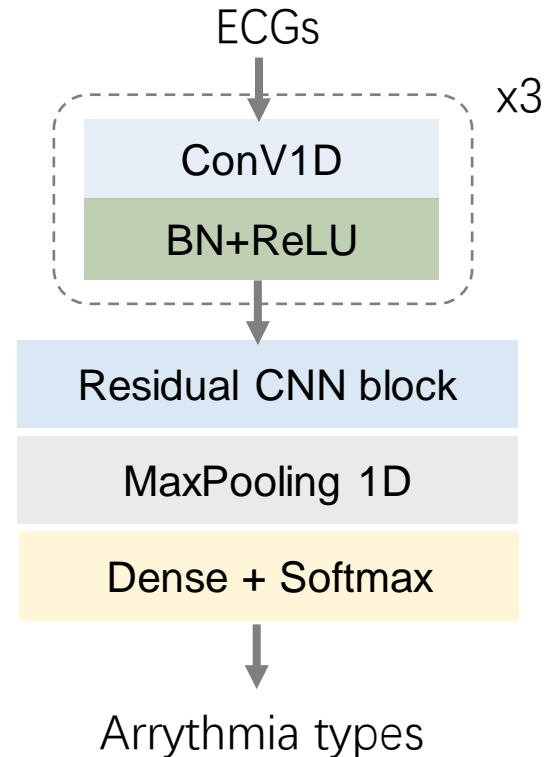 ECGs
x3
ConV1D
BN+ReLU
Residual CNN block
MaxPooling 1D
Dense + Softmax
Arrythmia types